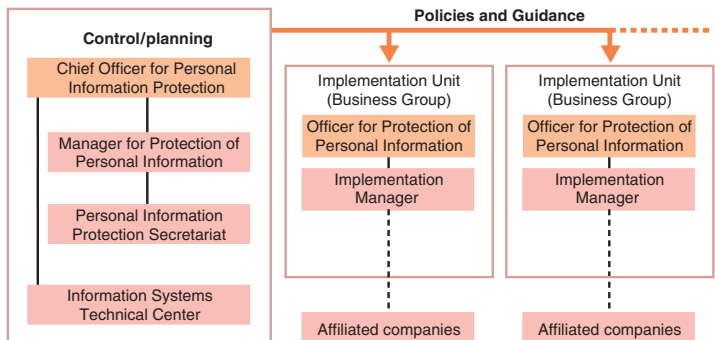 Policies and Guidance
Control/planning
Chief Officer for Personal
Information Protection
Manager for Protection of
Personal Information
Personal Information
Protection Secretariat
Information Systems
Technical Center
Implementation Unit
(Business Group)
Officer for Protection of
Personal Information
Implementation
Manager
Affiliated companies
Implementation Unit
(Business Group)
Officer for Protection of
Personal Information
Implementation
Manager
Affiliated companies